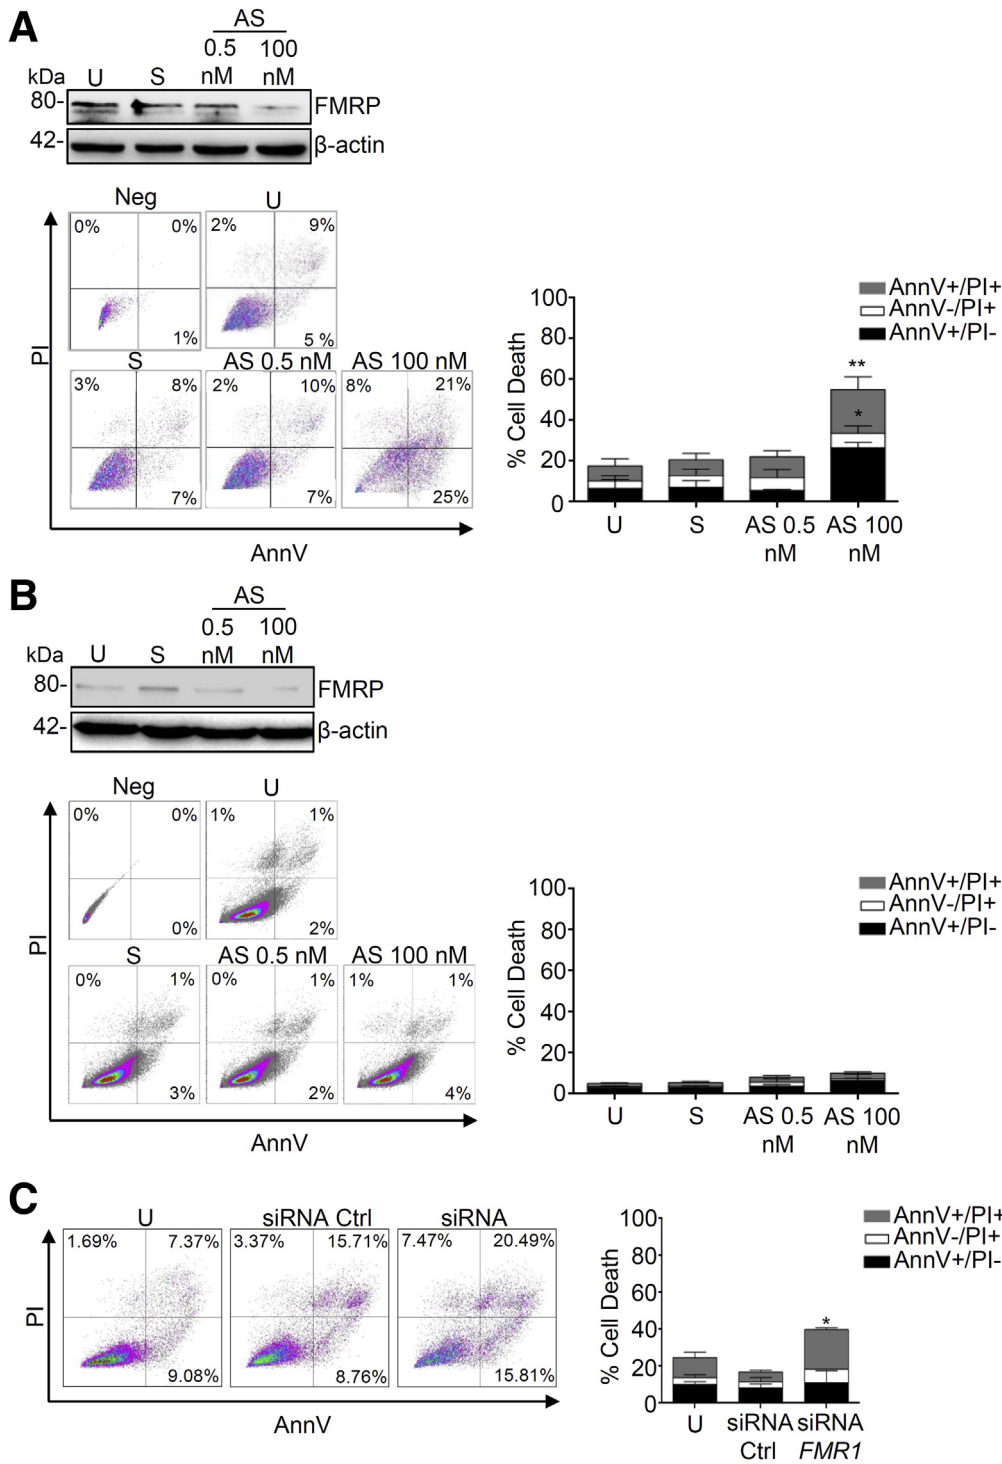 A
AS
0.5 100
kDa U S nM nM
80- FMRP
42- β-actin
Neg U
0% 0% 2% 9%
1% 5 %
S AS 0.5 nM AS 100 nM
3% 8% 2% 10% 8% 21%
7% 7% 25%
PI
AnnV
AnnV+/PI+
AnnV-/PI+
AnnV+/PI-
% Cell Death
100
80
60
40
20
0
**
*
U S AS 0.5 AS 100
nM nM
B
AS
0.5 100
kDa U S nM nM
80- FMRP
42- β-actin
Neg U
0% 0% 1% 1%
0% 2%
S AS 0.5 nM AS 100 nM
0% 1% 0% 1% 1% 1%
3% 2% 4%
PI
AnnV
AnnV+/PI+
AnnV-/PI+
AnnV+/PI-
% Cell Death
100
80
60
40
20
0
U S AS 0.5 AS 100
nM nM
C
U siRNA Ctrl siRNA
1.69% 7.37% 3.37% 15.71% 7.47% 20.49%
9.08% 8.76% 15.81%
PI
AnnV
AnnV+/PI+
AnnV-/PI+
AnnV+/PI-
% Cell Death
100
80
60
40
20
0
*
U siRNA siRNA
Ctrl FMR1